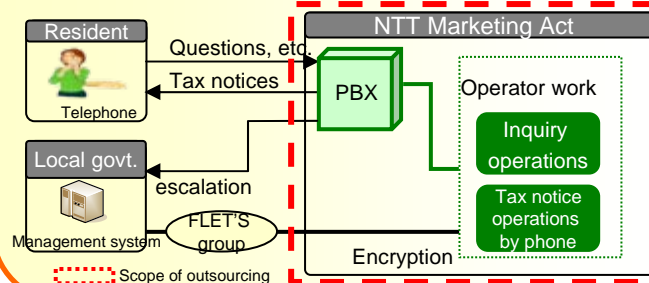 Resident
NTT Marketing Act
Questions, etc.
Tax notices
Telephone
PBX
Operator work
Inquiry
operations
Local govt.
escalation
Tax notice
operations
by phone
FLET'S
group
Management system
Encryption
Scope of outsourcing